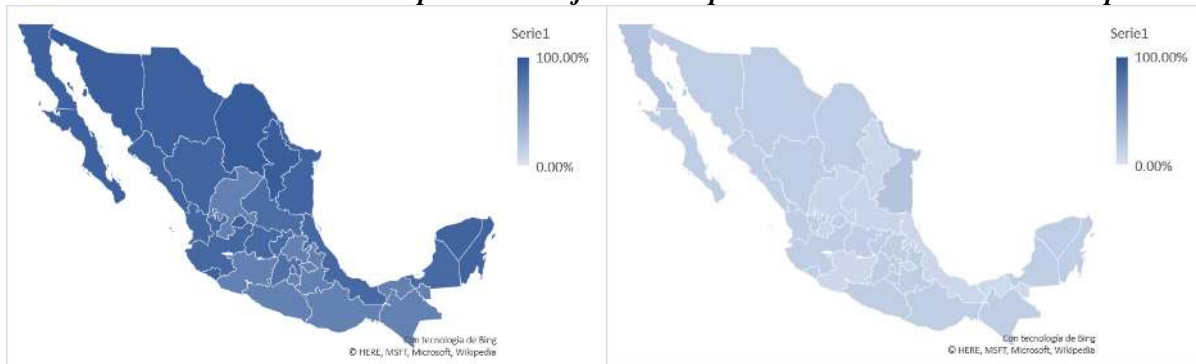 Serie1
100.00%
0.00%
Con tecnología de Bing
© HERE, MSFT, Microsoft, Wikipedia
Serie1
100.00%
0.00%
Con tecnología de Bing
© HERE, MSFT, Microsoft, Wikipedia